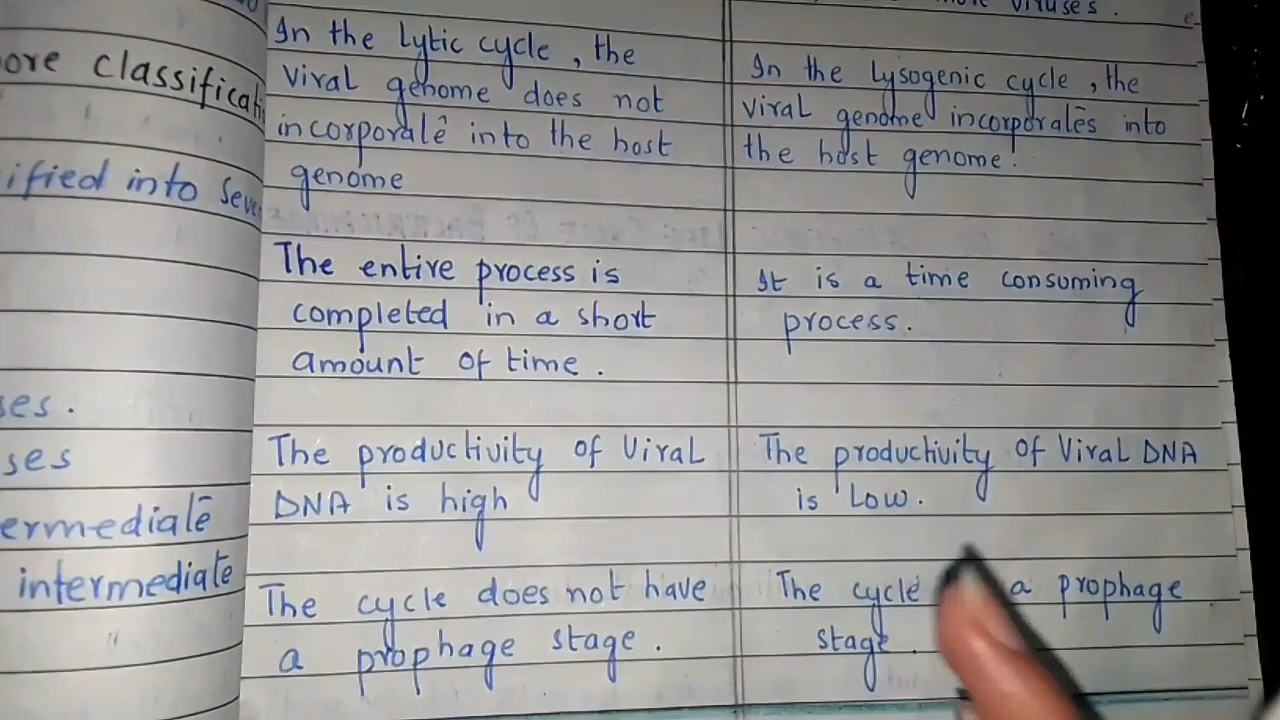 viruses.
ore classificati
ified into seve
ses.
ses
ermediate
intermediate
In the Lytic cycle, the
viral genome does not
incorporate into the host
genome
The entire process is
completed in a short
amount of time.
The productivity of Viral
DNA is high
The cycle does not have
a prophage stage.
In the lysogenic cycle, the
viral genome incorporates into
the host genome.
It is a time consuming
process.
The productivity of Viral DNA
is Low.
The cycle a prophage
stage.